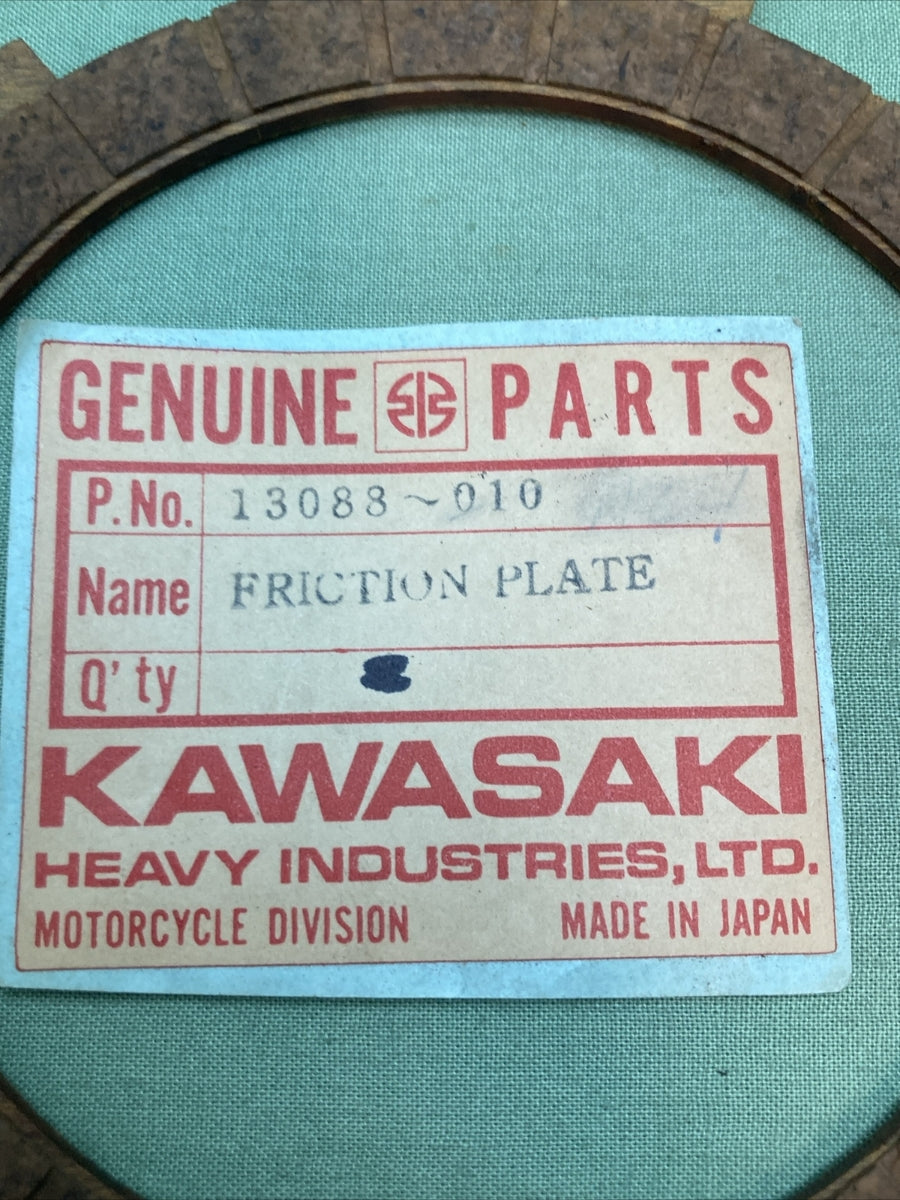 GENUINE PARTS
P.No. 13088~010
Name FRICTION PLATE
Q'ty
KAWASAKI
HEAVY INDUSTRIES, LTD.
MOTORCYCLE DIVISION MADE IN JAPAN